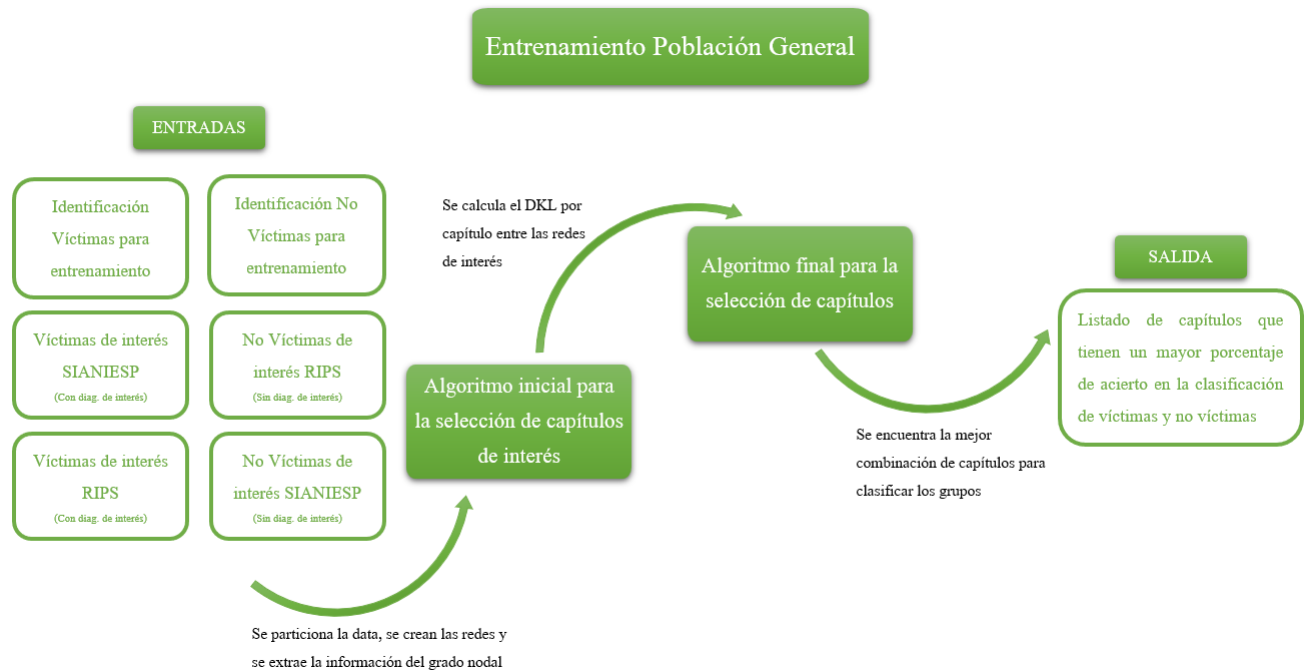 Entrenamiento Población General
ENTRADAS
Identificación
Víctimas para
entrenamiento
Identificación No
Víctimas para
entrenamiento
Víctimas de interés
SIANIESP
(Con diag. de interés)
No Víctimas de
interés RIPS
(Sin diag. de interés)
Víctimas de interés
RIPS
(Con diag. de interés)
No Víctimas de
interés SIANIESP
(Sin diag. de interés)
Se particiona la data, se crean las redes y
se extrae la información del grado nodal
Algoritmo inicial para
la selección de capítulos
de interés
Se calcula el DKL por
capítulo entre las redes
de interés
Algoritmo final para la
selección de capítulos
Se encuentra la mejor
combinación de capítulos para
clasificar los grupos
SALIDA
Listado de capítulos que
tienen un mayor porcentaje
de acierto en la clasificación
de víctimas y no víctimas